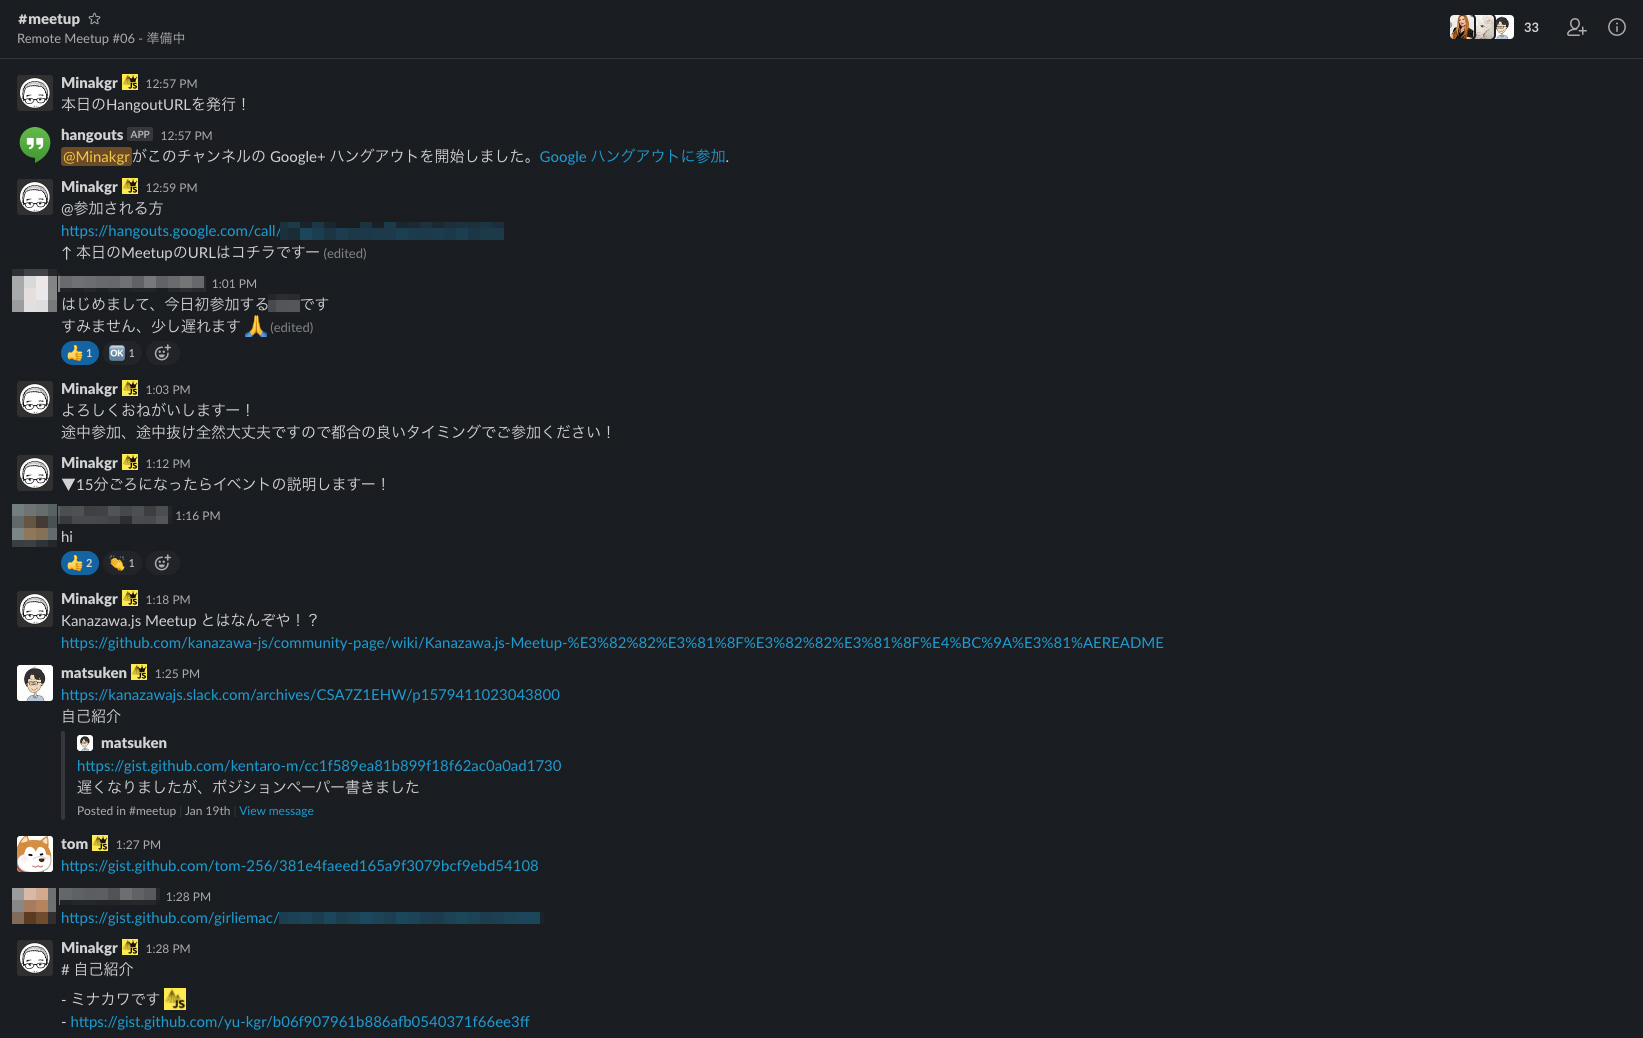 #meetup
Remote Meetup #06 - 準備中
33
Minakgr 12:57 PM
本日のHangoutURLを発行！
hangouts APP 12:57 PM
@Minakgrがこのチャンネルの Google+ ハングアウトを開始しました。Google ハングアウトに参加.
Minakgr 12:59 PM
@参加される方
https://hangouts.google.com/call/
↑ 本日のMeetupのURLはコチラですー (edited)
1:01 PM
はじめまして、今日初参加する です
すみません、少し遅れます 🙏 (edited)
👍 1 OK 1
Minakgr 1:03 PM
よろしくおねがいしますー！
途中参加、途中抜け全然大丈夫ですので都合の良いタイミングでご参加ください！
Minakgr 1:12 PM
▼15分ごろになったらイベントの説明しますー！
1:16 PM
hi
👍 2 👏 1
Minakgr 1:18 PM
Kanazawa.js Meetup とはなんぞや！？
https://github.com/kanazawa-js/community-page/wiki/Kanazawa.js-Meetup-%E3%82%82%E3%81%8F%E3%82%82%E3%81%8F%E4%BC%9A%E3%81%AEREADME
matsuken 1:25 PM
https://kanazawajs.slack.com/archives/CSA7Z1EHW/p1579411023043800
自己紹介
matsuken
https://gist.github.com/kentaro-m/cc1f589ea81b899f18f62ac0a0ad1730
遅くなりましたが、ポジションペーパー書きました
Posted in #meetup | Jan 19th | View message
tom 1:27 PM
https://gist.github.com/tom-256/381e4faeed165a9f3079bcf9ebd54108
1:28 PM
https://gist.github.com/girliemac/
Minakgr 1:28 PM
# 自己紹介
- ミナカワです JS
- https://gist.github.com/yu-kgr/b06f907961b886afb0540371f66ee3ff